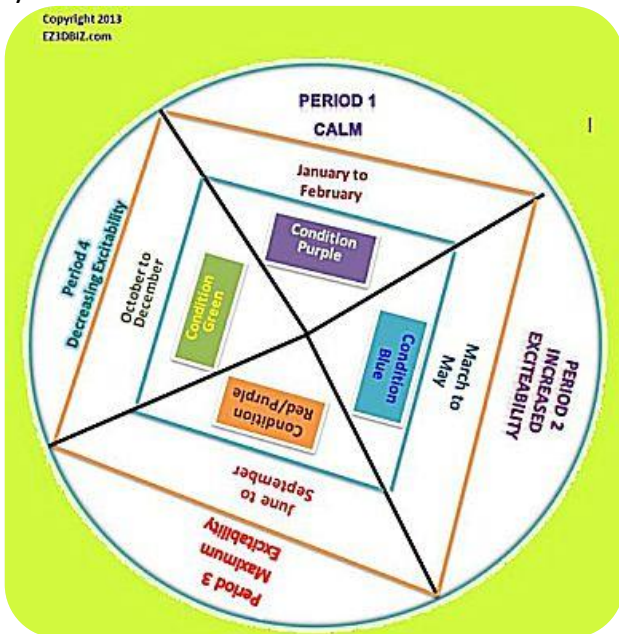 Copyright 2013
EZ3DBIZ.com
PERIOD 1
CALM
January to
February
Condition
Purple
PERIOD 2
INCREASED
EXCITEABILITY
March to
May
Condition
Blue
Period 3
Maximum
Excitability
June to
September
Condition
Red/Purple
Period 4
Decreasing Excitability
October to
December
Condition
Green